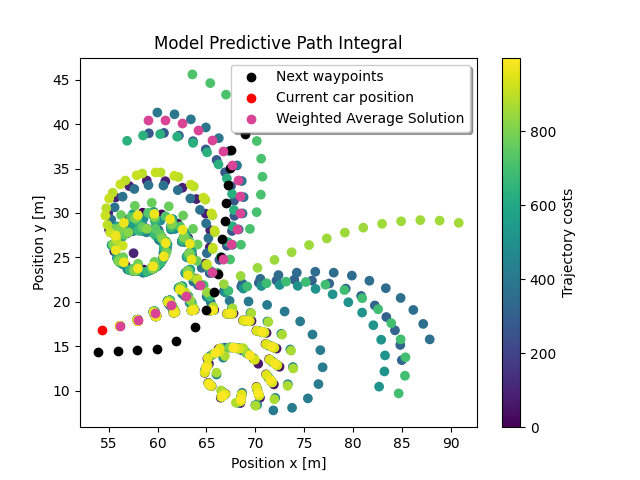 Model Predictive Path Integral
Next waypoints
Current car position
Weighted Average Solution
Position y [m]
45
40
35
30
25
20
15
10
55 60 65 70 75 80 85 90
Position x [m]
800
600
400
200
0
Trajectory costs